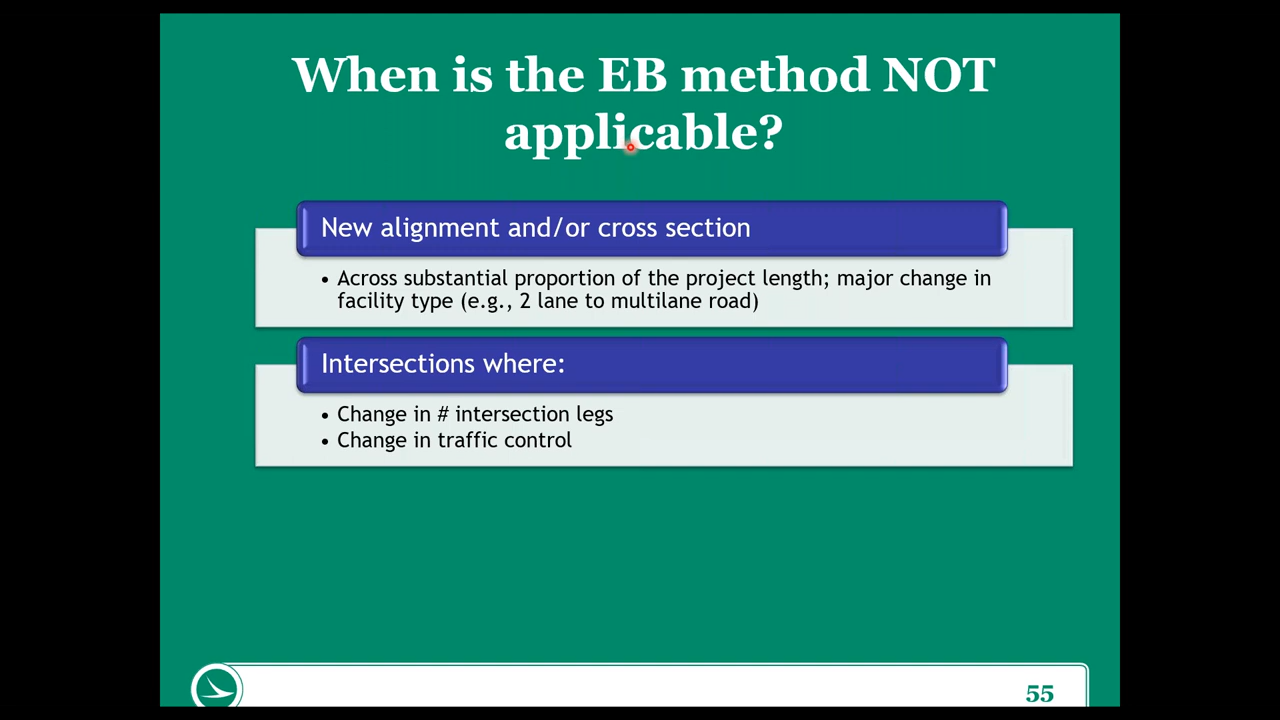 When is the EB method NOT
applicable?
New alignment and/or cross section
• Across substantial proportion of the project length; major change in
facility type (e.g., 2 lane to multilane road)
Intersections where:
• Change in # intersection legs
• Change in traffic control
55